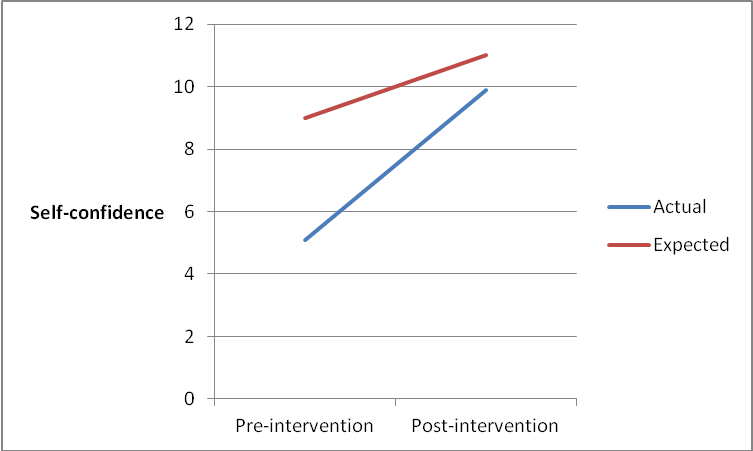 12
10
8
6
4
2
0
Self-confidence
Pre-intervention
Post-intervention
Actual
Expected